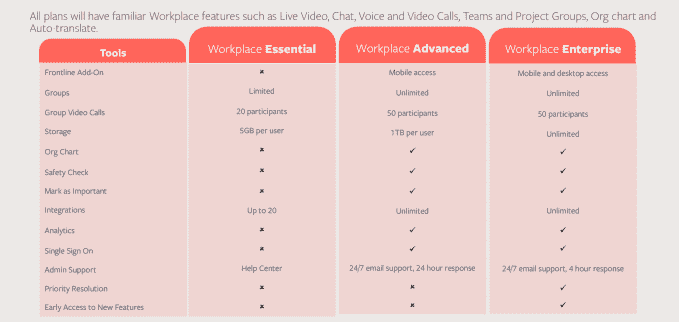 All plans will have familiar Workplace features such as Live Video, Chat, Voice and Video Calls, Teams and Project Groups, Org chart and
Auto-translate.
Tools Workplace Essential Workplace Advanced Workplace Enterprise
Frontline Add-On × Mobile access Mobile and desktop access
Groups Limited Unlimited Unlimited
Group Video Calls 20 participants 50 participants 50 participants
Storage 5GB per user 1TB per user Unlimited
Org Chart × ✓ ✓
Safety Check × ✓ ✓
Mark as Important × ✓ ✓
Integrations Up to 20 Unlimited Unlimited
Analytics × ✓ ✓
Single Sign On × ✓ ✓
Admin Support Help Center 24/7 email support, 24 hour response 24/7 email support, 4 hour response
Priority Resolution × × ✓
Early Access to New Features × × ✓